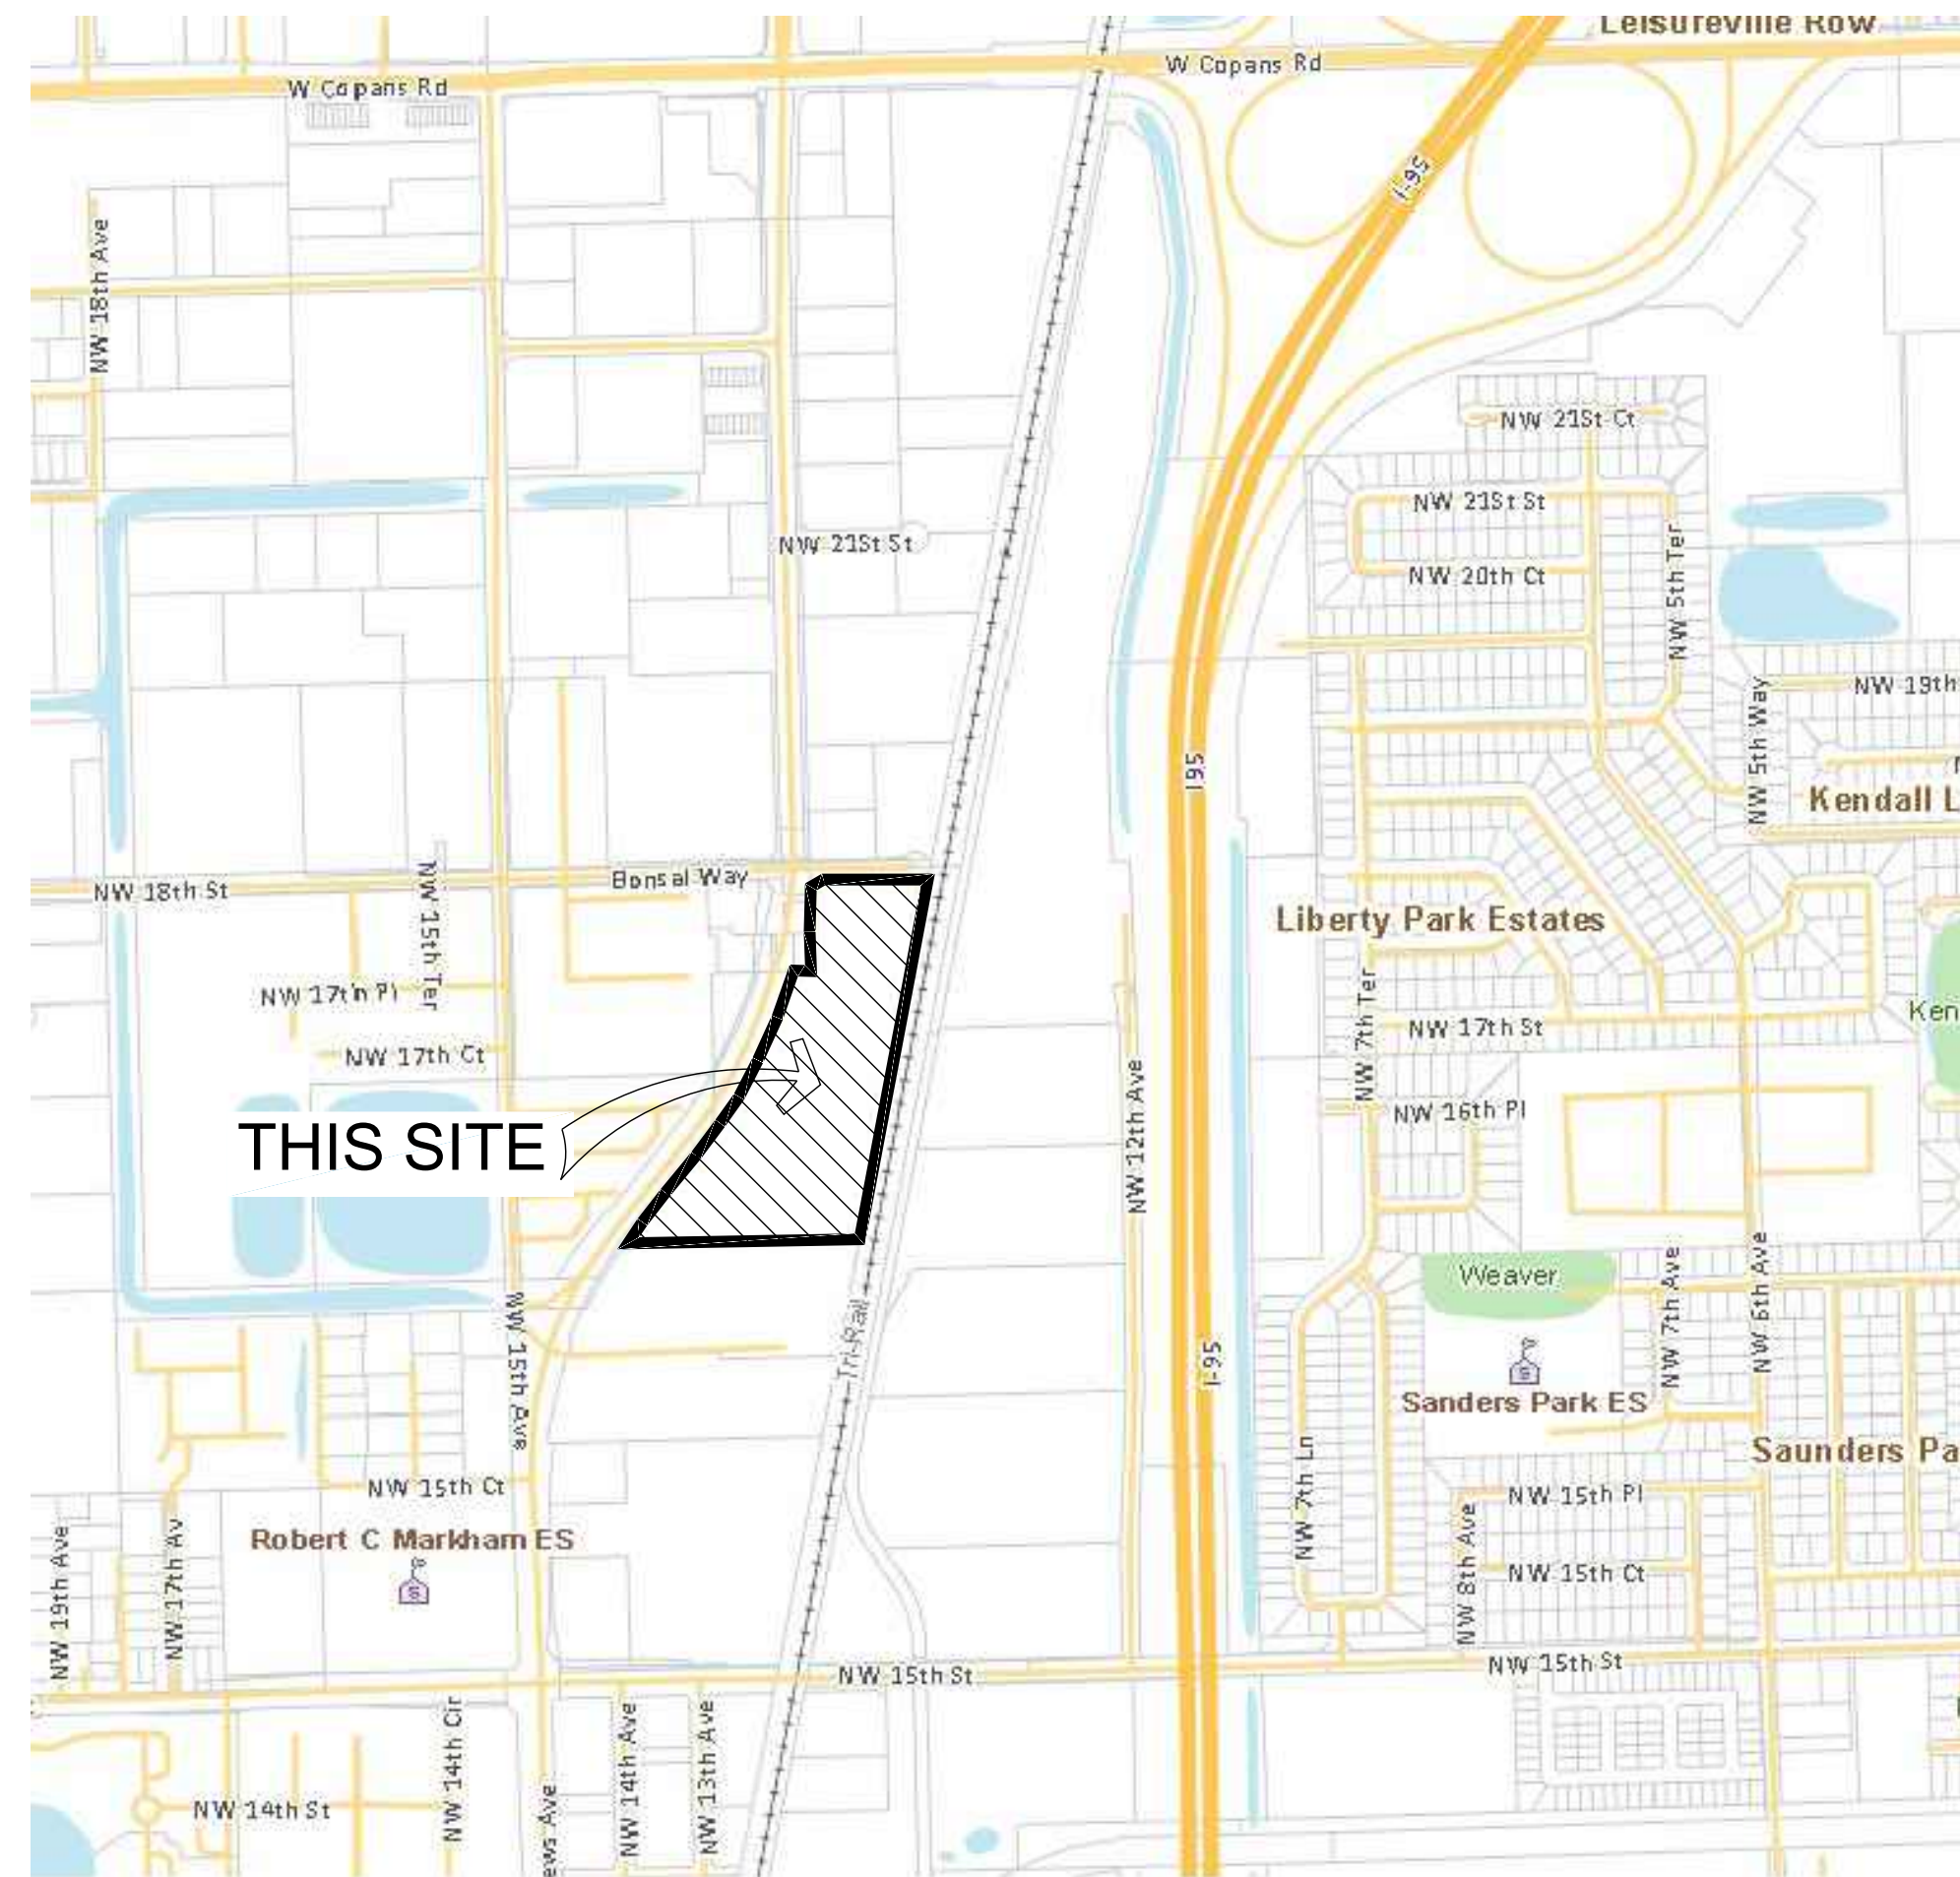 Leisureville Row
W Copans Rd
W Copans Rd
I-95
NW 18th Ave
NW 21St Ct
NW 21St St
NW 21St St
NW 20th Ct
NW 5th Ter
NW 19th
NW 5th Way
I 95
Kendall L
Bonsal Way
NW 18th St
NW 15th Ter
Liberty Park Estates
NW 17th Pl
NW 7th Ter
Ken
NW 17th St
NW 17th Ct
NW 12th Ave
NW 16th Pl
THIS SITE
Weaver
NW 7th Ave
NW 6th Ave
NW 15th Ave
Tri-Rail
I-95
Sanders Park ES
Saunders Pa
NW 15th Ct
NW 7th Ln
NW 15th Pl
Robert C Markham ES
NW 19th Ave
NW 17th Av
NW 8th Ave
NW 15th Ct
NW 15th St
NW 15th St
NW 14th Cir
NW 14th Ave
NW 13th Ave
NW 14th St
ews Ave